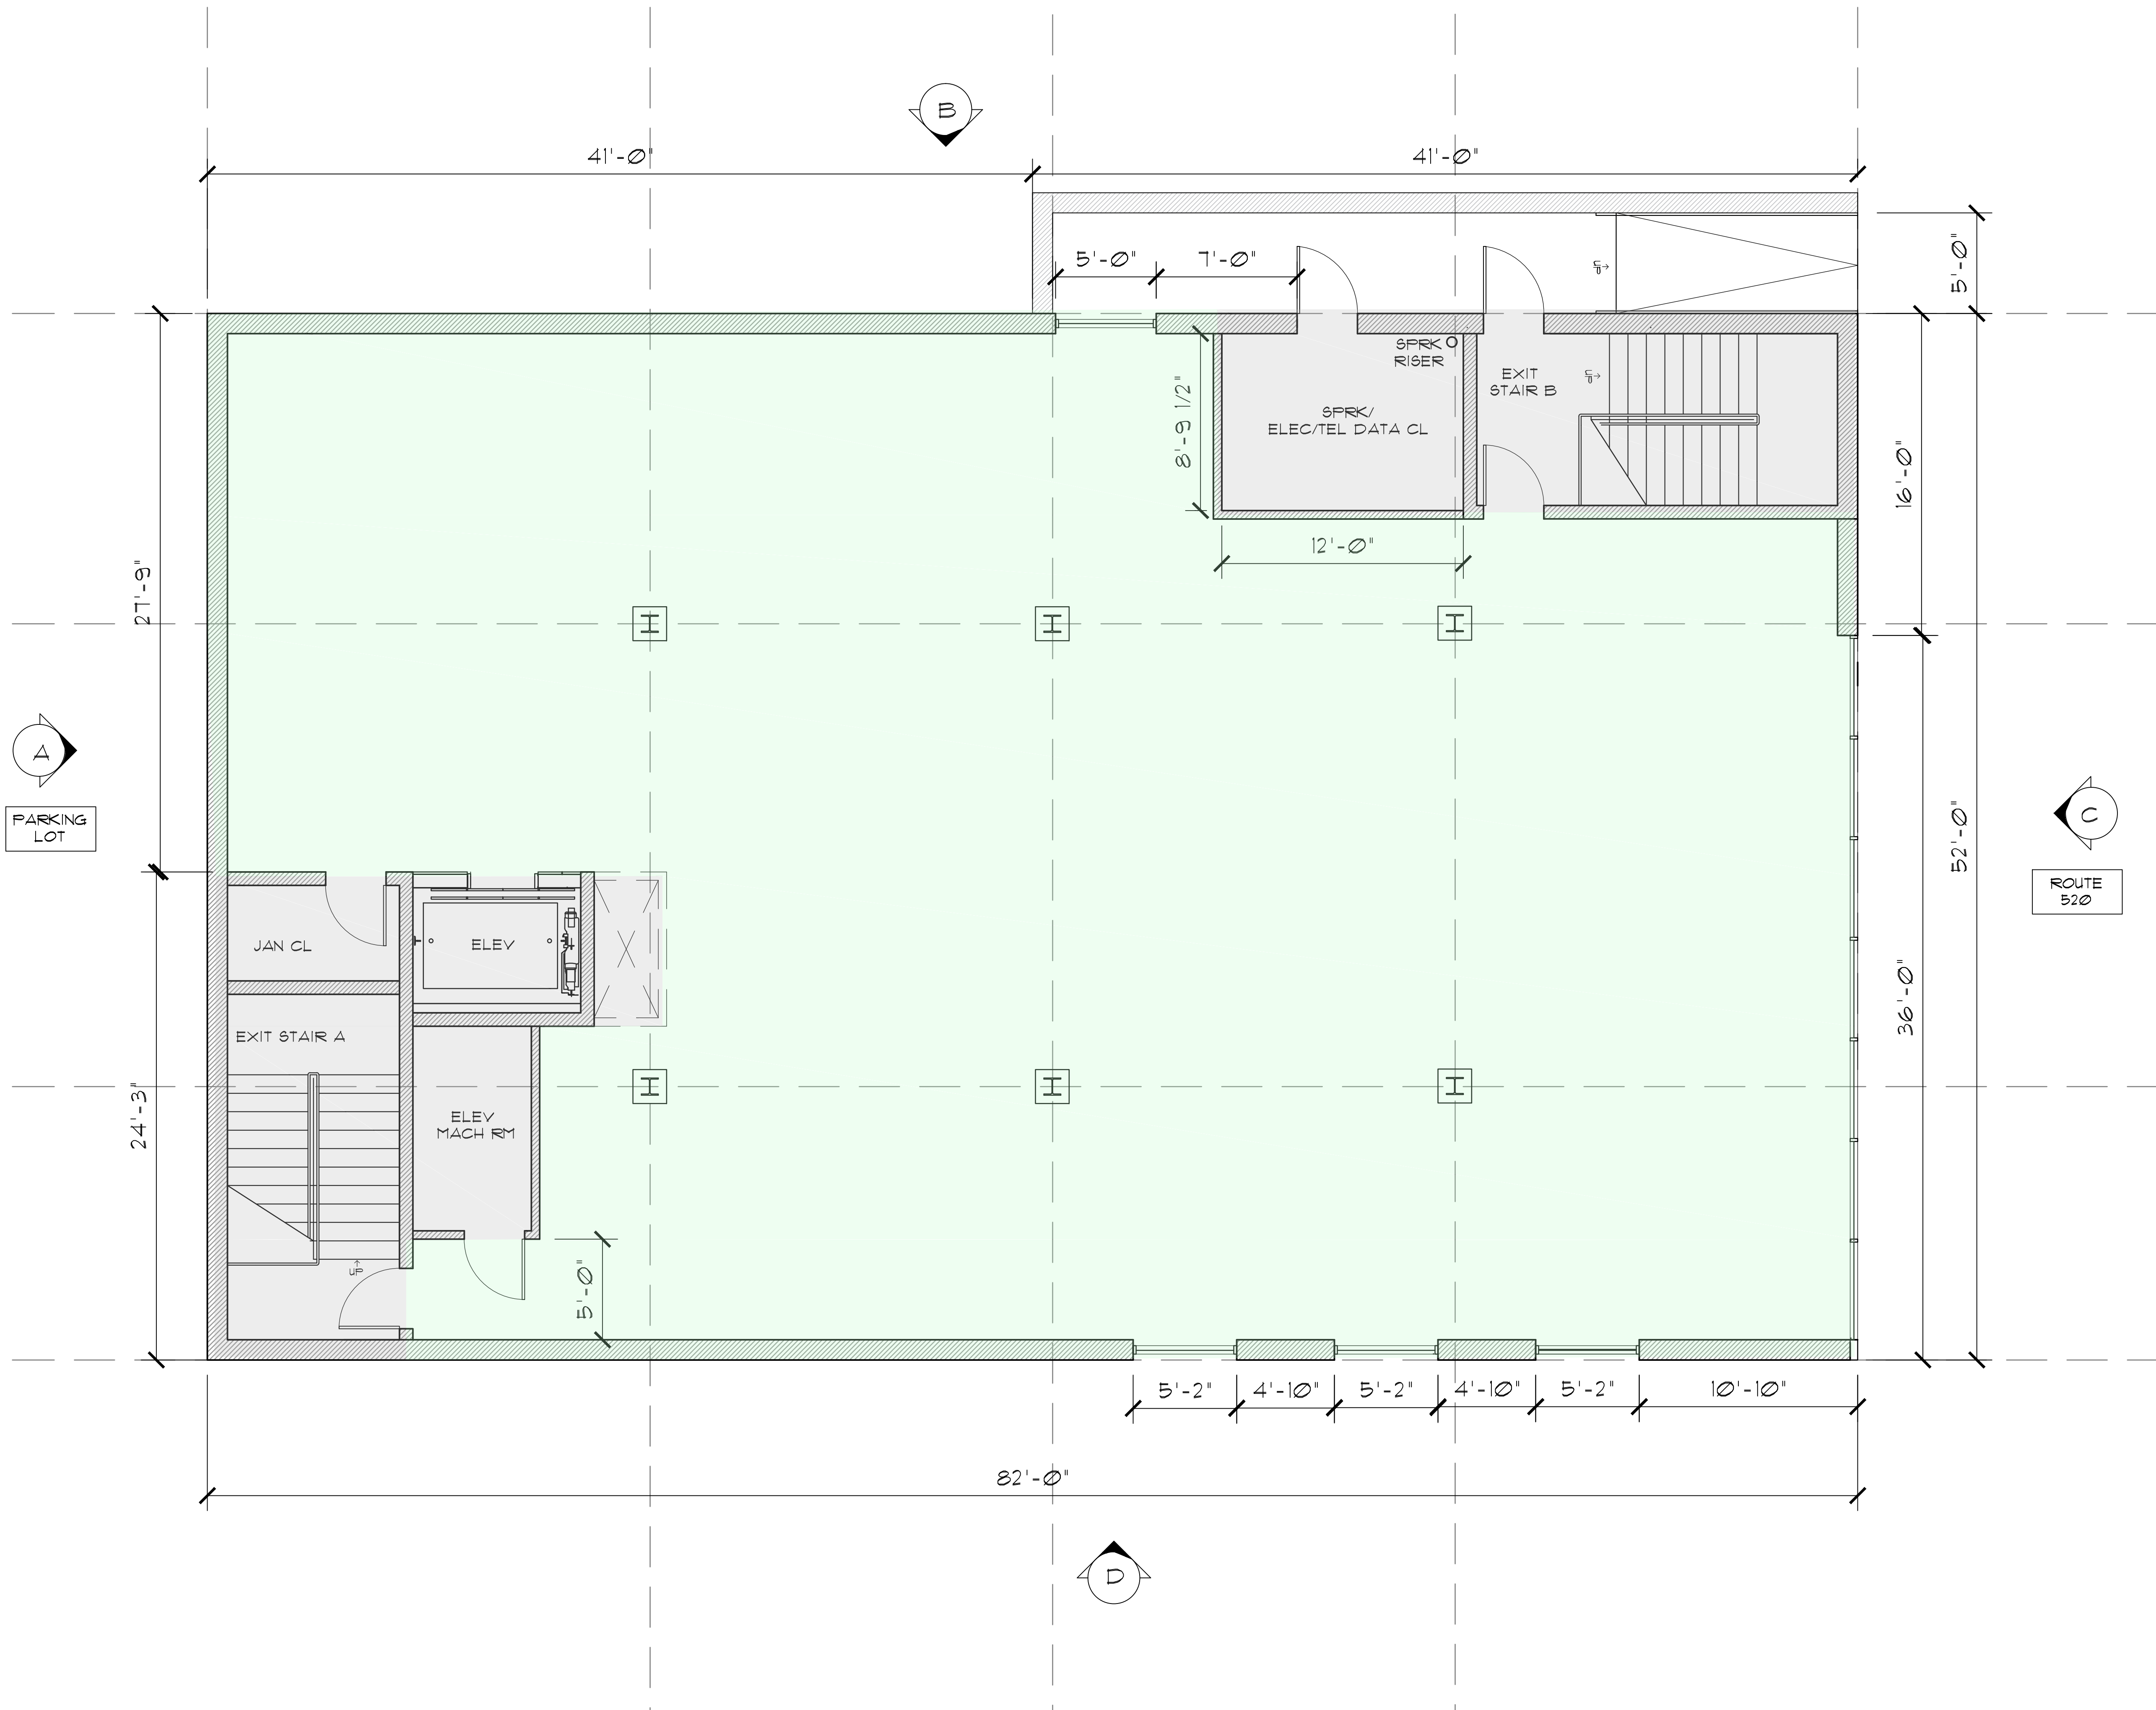 B
41'-0"
41'-0"
5'-0"
7'-0"
5'-0"
UP
SPRK
RISER
EXIT
STAIR B
UP
8'-9 1/2"
SPRK/
ELEC/TEL DATA CL
16'-0"
12'-0"
27'-9"
A
PARKING
LOT
C
52'-0"
ROUTE
520
JAN CL
ELEV
36'-0"
EXIT STAIR A
24'-3"
ELEV
MACH RM
UP
5'-0"
5'-2"
4'-10"
5'-2"
4'-10"
5'-2"
10'-10"
82'-0"
D